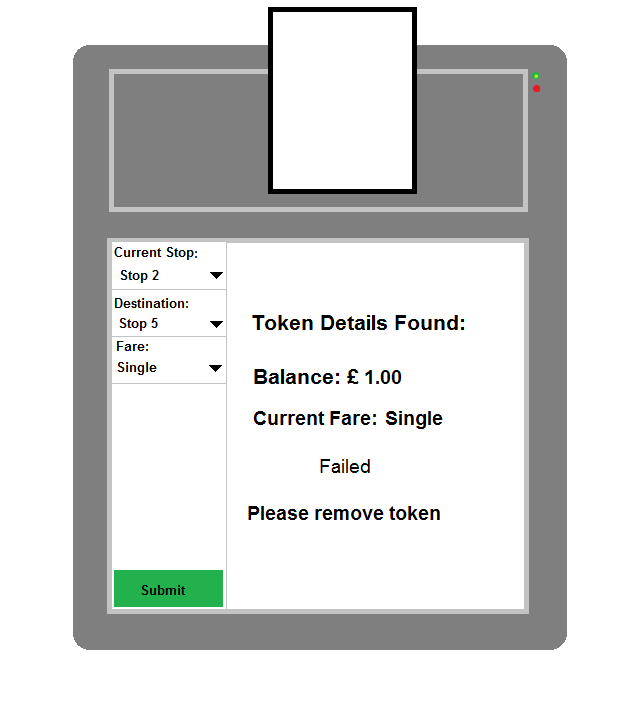 Current Stop:
Stop 2
Destination:
Stop 5
Fare:
Single
Submit
Token Details Found:
Balance: £ 1.00
Current Fare: Single
Failed
Please remove token